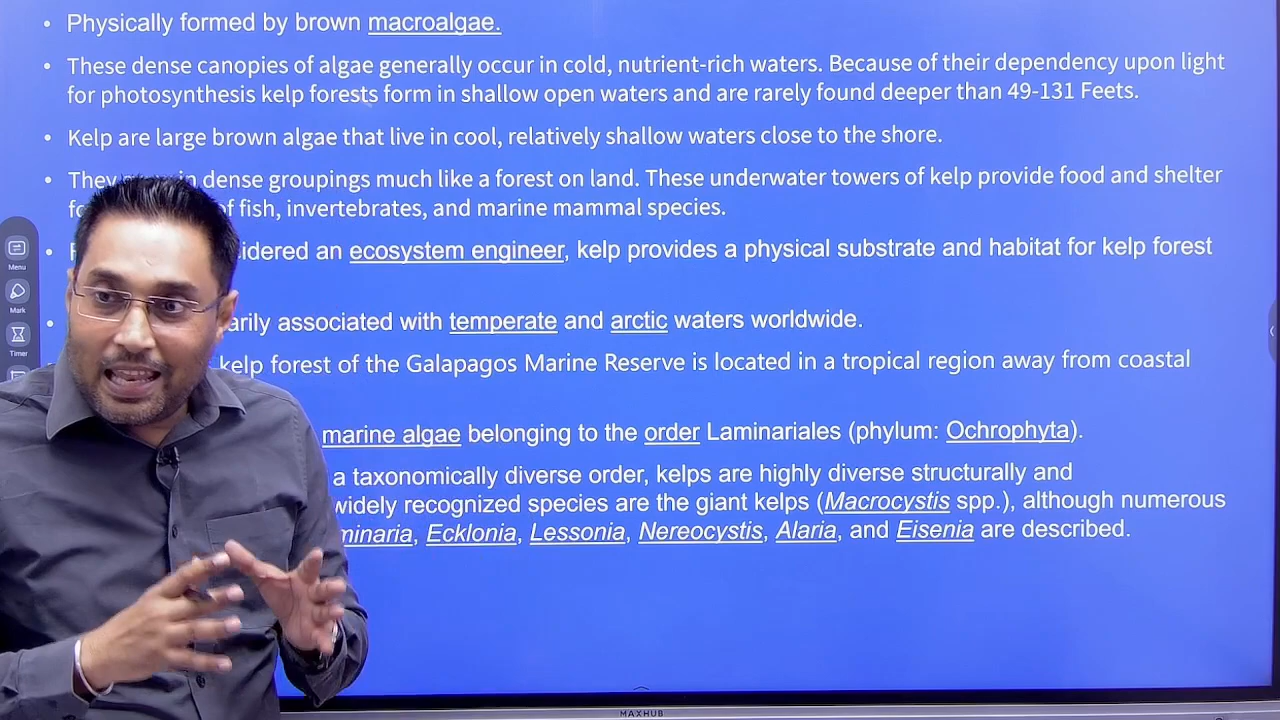 • Physically formed by brown macroalgae.
• These dense canopies of algae generally occur in cold, nutrient-rich waters. Because of their dependency upon light
for photosynthesis kelp forests form in shallow open waters and are rarely found deeper than 49-131 Feets.
• Kelp are large brown algae that live in cool, relatively shallow waters close to the shore.
• They in dense groupings much like a forest on land. These underwater towers of kelp provide food and shelter
of fish, invertebrates, and marine mammal species.
• idered an ecosystem engineer, kelp provides a physical substrate and habitat for kelp forest
• arily associated with temperate and arctic waters worldwide.
kelp forest of the Galapagos Marine Reserve is located in a tropical region away from coastal
marine algae belonging to the order Laminariales (phylum: Ochrophyta).
a taxonomically diverse order, kelps are highly diverse structurally and
widely recognized species are the giant kelps (Macrocystis spp.), although numerous
minaria, Ecklonia, Lessonia, Nereocystis, Alaria, and Eisenia are described.
Menu
Mark
Timer
MAXHUB